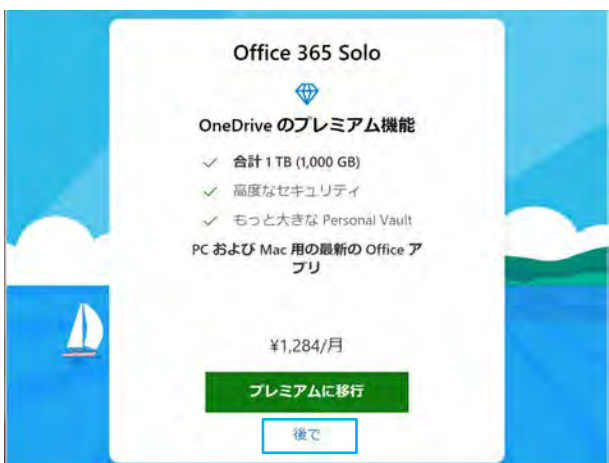 Office 365 Solo
OneDrive のプレミアム機能
合計 1 TB (1,000 GB)
高度なセキュリティ
もっと大きな Personal Vault
PC および Mac 用の最新の Office ア
プリ
¥1,284/月
プレミアムに移行
後で